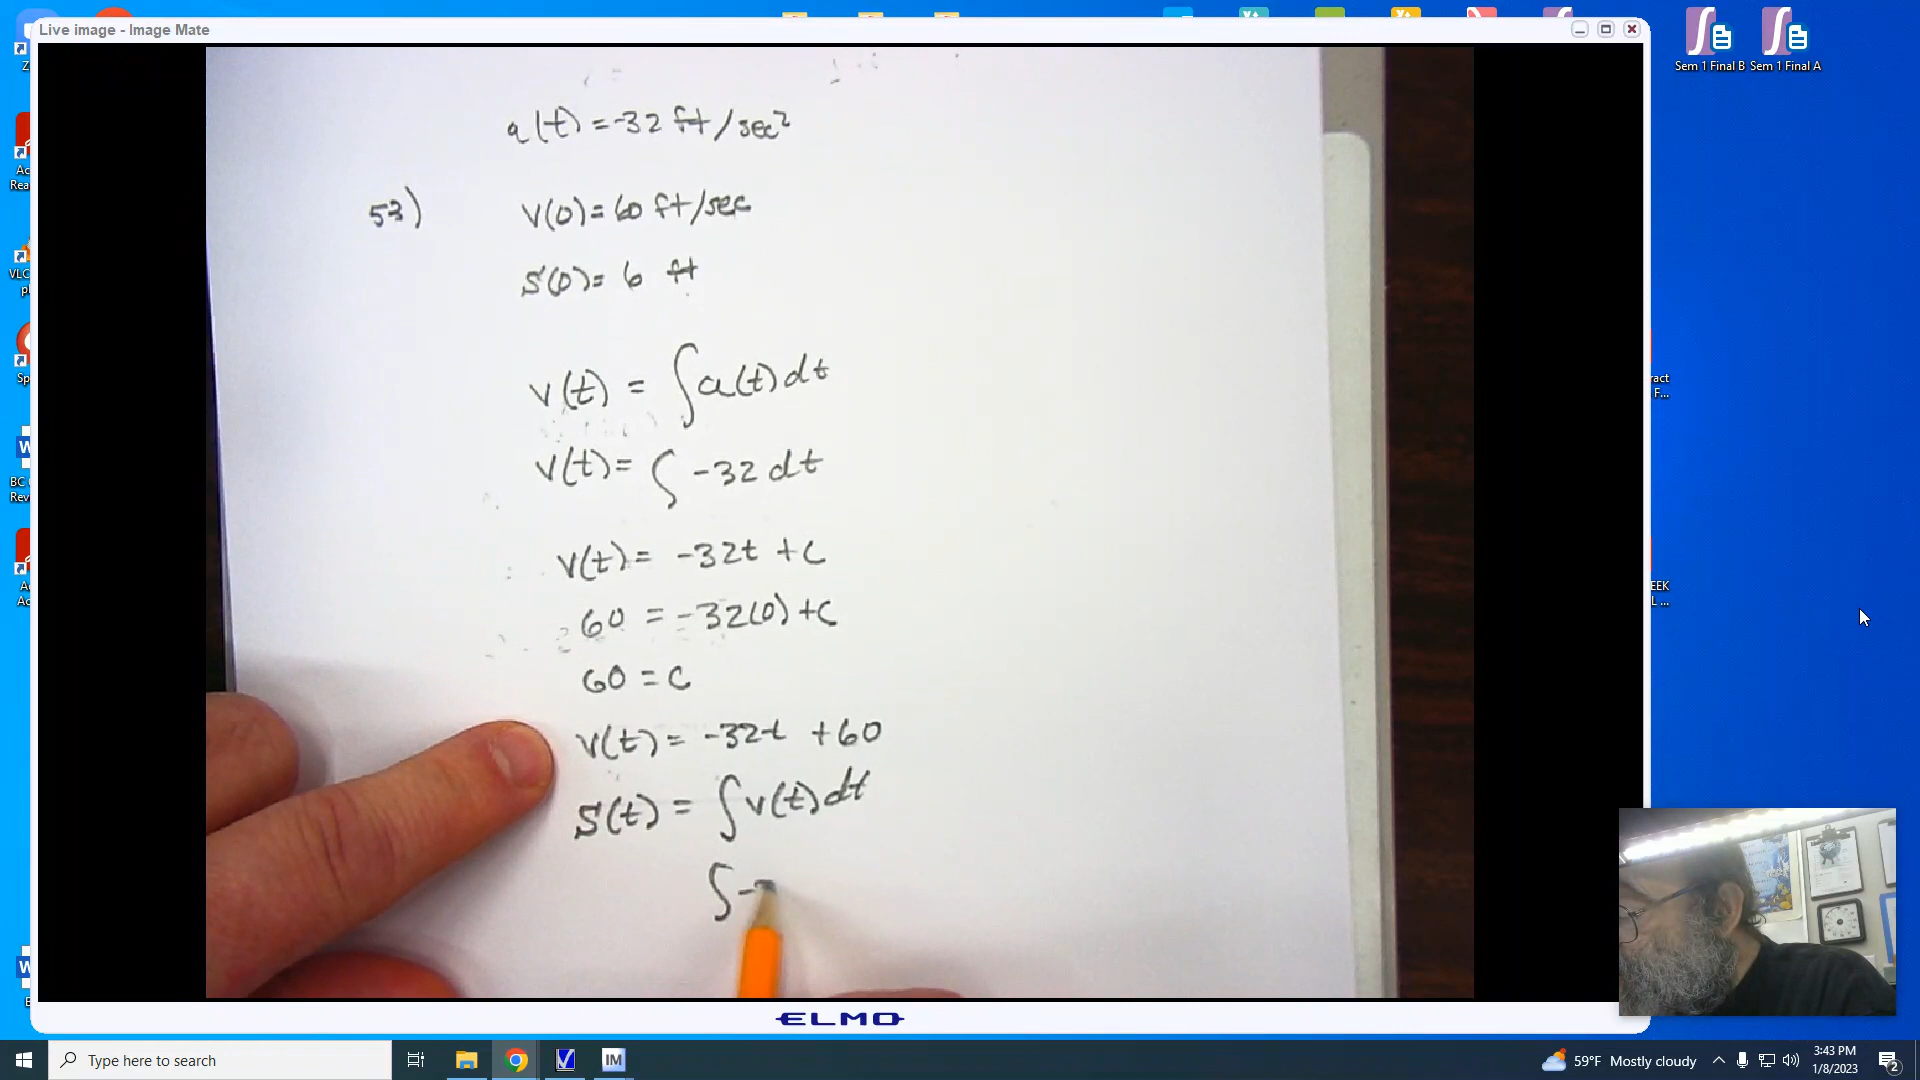 Live image - Image Mate
Sem 1 Final B
Sem 1 Final A
a(t) = -32 ft/sec²
53)
v(0) = 60 ft/sec
s(0) = 6 ft
v(t) = ∫a(t)dt
v(t) = ∫ -32 dt
v(t) = -32t + c
60 = -32(0) + c
60 = c
v(t) = -32t + 60
s(t) = ∫v(t)dt
∫-
ELMO
Type here to search
IM
59°F Mostly cloudy
3:43 PM
1/8/2023
2